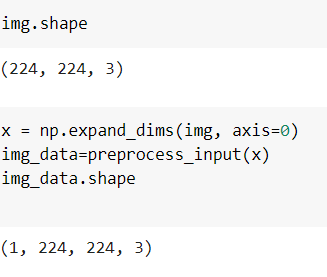 img.shape
(224, 224, 3)
x = np.expand_dims(img, axis=0)
img_data=preprocess_input(x)
img_data.shape
(1, 224, 224, 3)